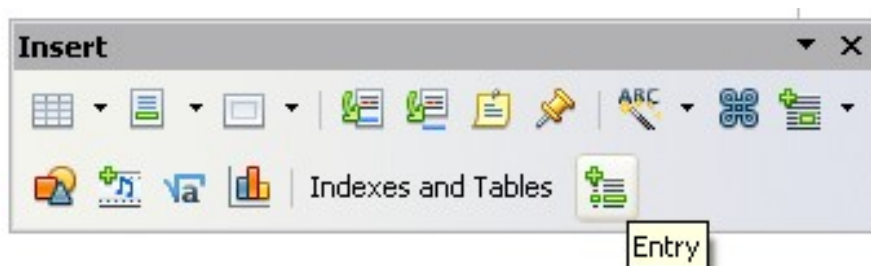 Insert
ABC
a
Indexes and Tables
Entry